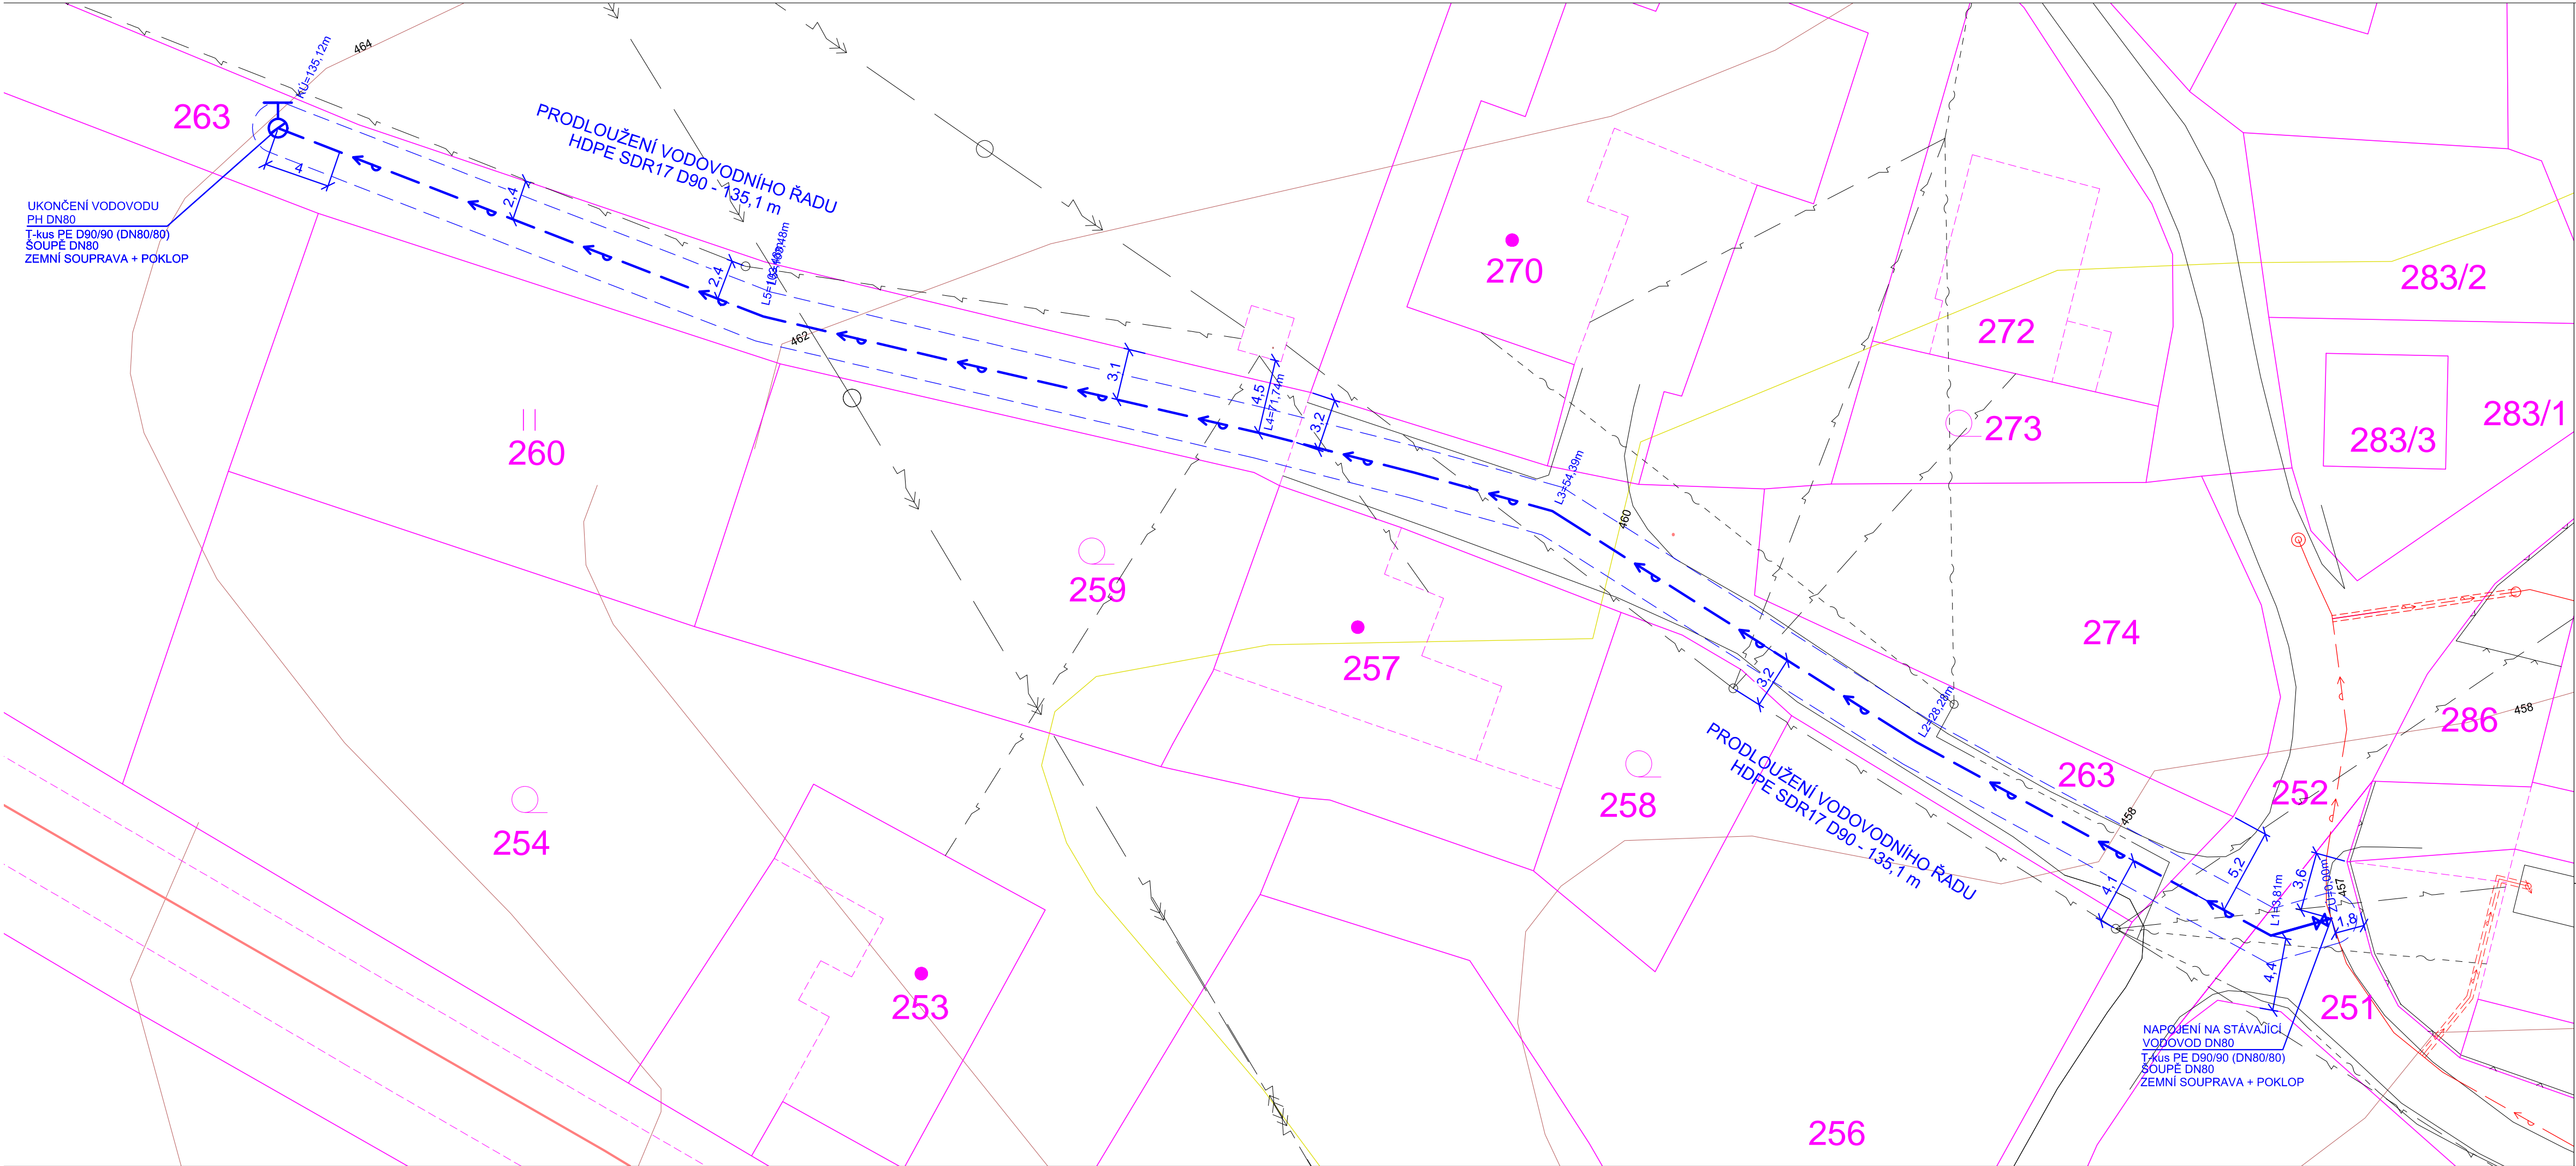 464
KÚ=135,12m
263
PRODLOUŽENÍ VODOVODNÍHO ŘADU
HDPE SDR17 D90 - 135,1 m
4
2,4
UKONČENÍ VODOVODU
PH DN80
T-kus PE D90/90 (DN80/80)
ŠOUPĚ DN80
ZEMNÍ SOUPRAVA + POKLOP
2,4
462
3,1
4,5
L4=71,74m
3,2
270
272
273
283/2
283/1
283/3
260
L3=54,39m
460
259
257
274
3,2
L2=28,28m
286
458
PRODLOUŽENÍ VODOVODNÍHO ŘADU
HDPE SDR17 D90 - 135,1 m
263
252
258
254
458
5,2
4,1
3,6
457
ZÚ=0,00m
L1=3,81m
1,8
4,4
253
251
NAPOJENÍ NA STÁVAJÍCÍ
VODOVOD DN80
T-kus PE D90/90 (DN80/80)
ŠOUPĚ DN80
ZEMNÍ SOUPRAVA + POKLOP
256